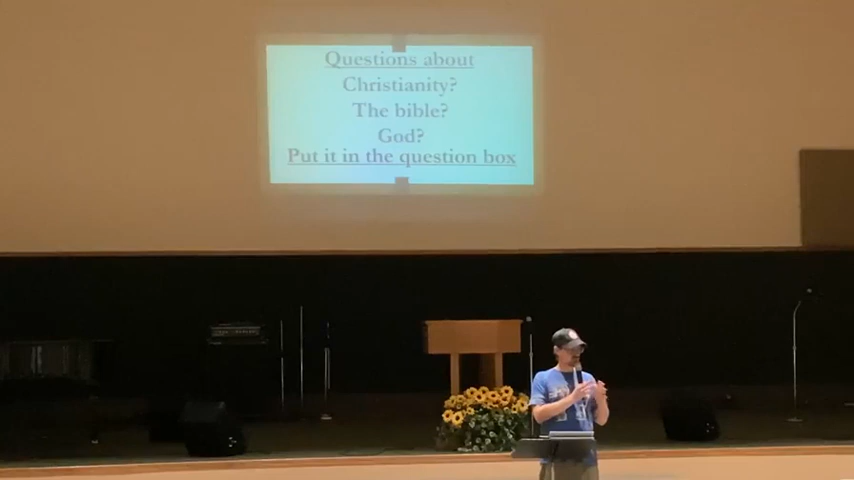 Questions about
Christianity?
The bible?
God?
Put it in the question box